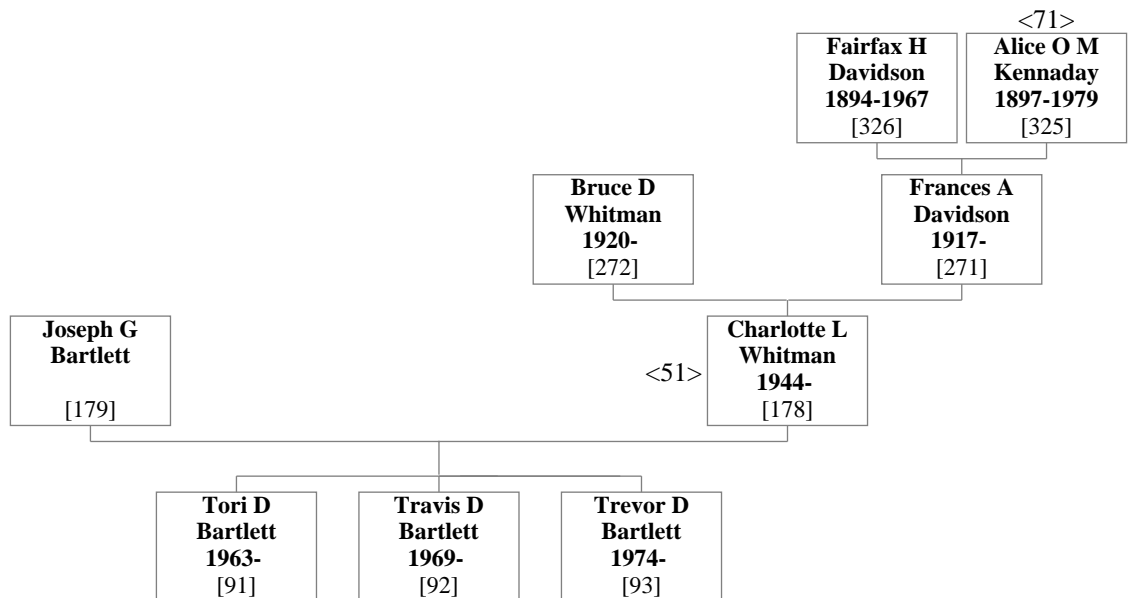 <71>
Fairfax H
Davidson
1894-1967
[326]
Alice O M
Kennaday
1897-1979
[325]
Bruce D
Whitman
1920-
[272]
Frances A
Davidson
1917-
[271]
Joseph G
Bartlett
[179]
<51>
Charlotte L
Whitman
1944-
[178]
Tori D
Bartlett
1963-
[91]
Travis D
Bartlett
1969-
[92]
Trevor D
Bartlett
1974-
[93]